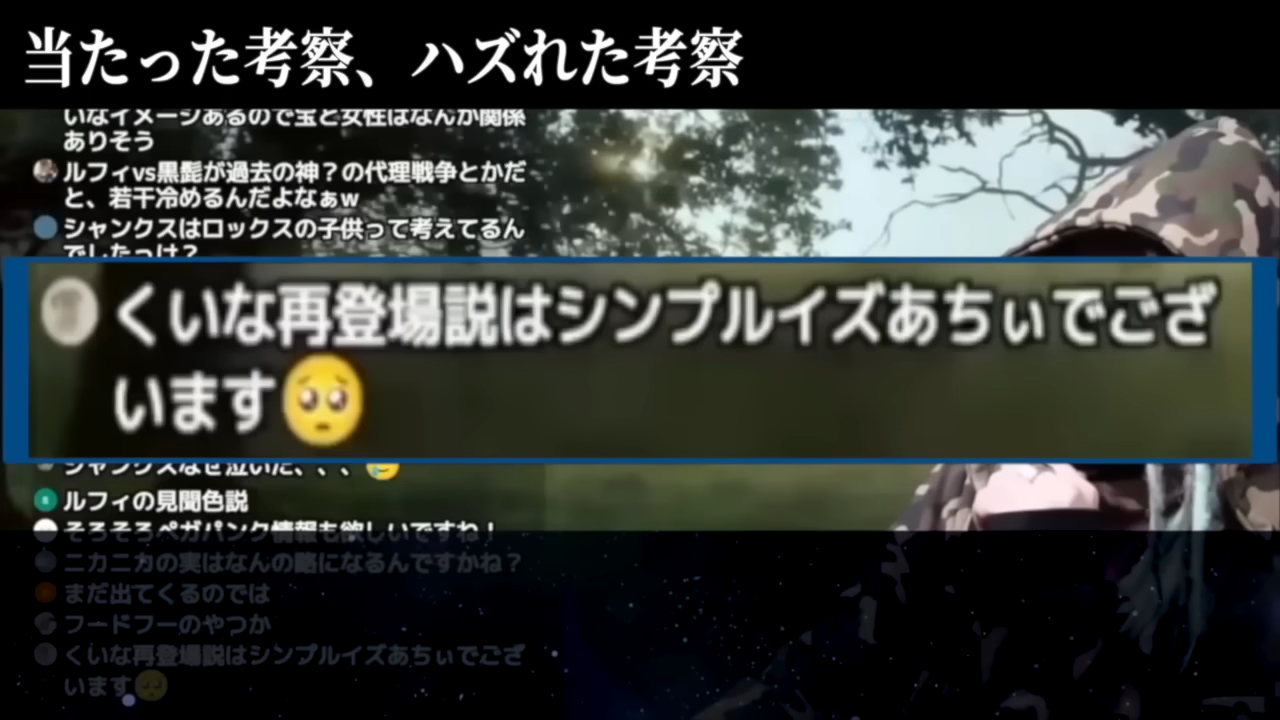 当たった考察、ハズれた考察
いなイメージあるので宝と女性はなんか関係
ありそう
ルフィvs黒髭が過去の神？の代理戦争とかだ
と、若干冷めるんだよなぁw
シャンクスはロックスの子供って考えてるん
でしたっけ？
くいな再登場説はシンプルイズあちぃでござ
います🥺
シャンクスなぜ泣いた、、、🥲
ルフィの見聞色説
そろそろベガパンク情報も欲しいですね！
ニカニカの実はなんの略になるんですかね？
まだ出てくるのでは
フードフーのやつか
くいな再登場説はシンプルイズあちぃでござ
います🥺